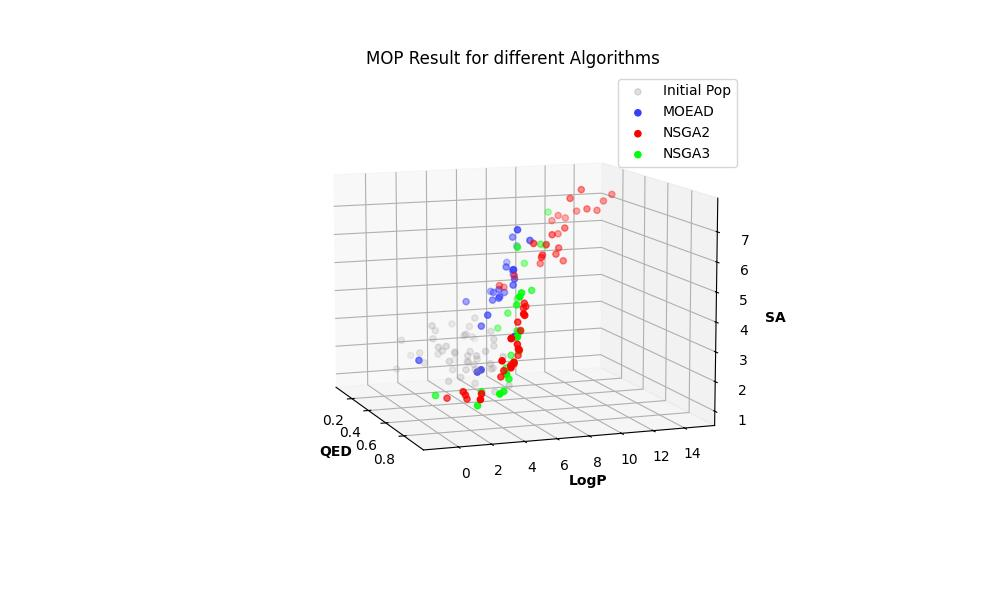 MOP Result for different Algorithms
Initial Pop
MOEAD
NSGA2
NSGA3
7
6
5
4
3
2
1
SA
0.2
0.4
0.6
0.8
QED
0
2
4
6
8
10
12
14
LogP